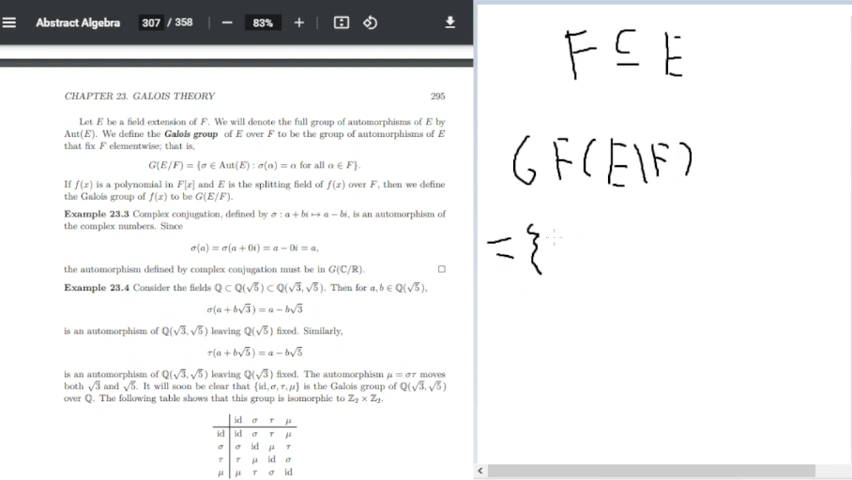 Abstract Algebra 307 / 358 − 83% +
CHAPTER 23. GALOIS THEORY 295
Let E be a field extension of F. We will denote the full group of automorphisms of E by
Aut(E). We define the Galois group of E over F to be the group of automorphisms of E
that fix F elementwise; that is,
G(E/F) = {σ ∈ Aut(E) : σ(α) = α for all α ∈ F}.
If f(x) is a polynomial in F[x] and E is the splitting field of f(x) over F, then we define
the Galois group of f(x) to be G(E/F).
Example 23.3 Complex conjugation, defined by σ : a + bi ↦ a − bi, is an automorphism of
the complex numbers. Since
σ(a) = σ(a + 0i) = a − 0i = a,
the automorphism defined by complex conjugation must be in G(ℂ/ℝ). □
Example 23.4 Consider the fields ℚ ⊂ ℚ(√5) ⊂ ℚ(√3, √5). Then for a, b ∈ ℚ(√5),
σ(a + b√3) = a − b√3
is an automorphism of ℚ(√3, √5) leaving ℚ(√5) fixed. Similarly,
τ(a + b√5) = a − b√5
is an automorphism of ℚ(√3, √5) leaving ℚ(√3) fixed. The automorphism μ = στ moves
both √3 and √5. It will soon be clear that {id, σ, τ, μ} is the Galois group of ℚ(√3, √5)
over ℚ. The following table shows that this group is isomorphic to ℤ₂ × ℤ₂.
id σ τ μ
id id σ τ μ
σ σ id μ τ
τ τ μ id σ
μ μ τ σ id
F ⊆ E
GF(E\F)
= {